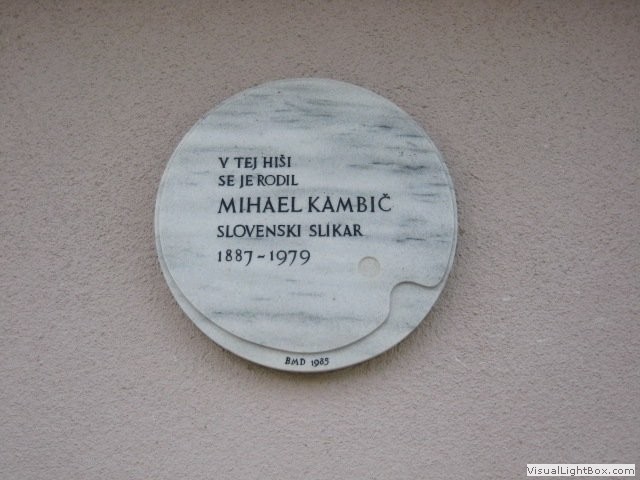 V TEJ HIŠI
SE JE RODIL
MIHAEL KAMBIČ
SLOVENSKI SLIKAR
1887-1979
BMD 1985
VisualLightBox.com